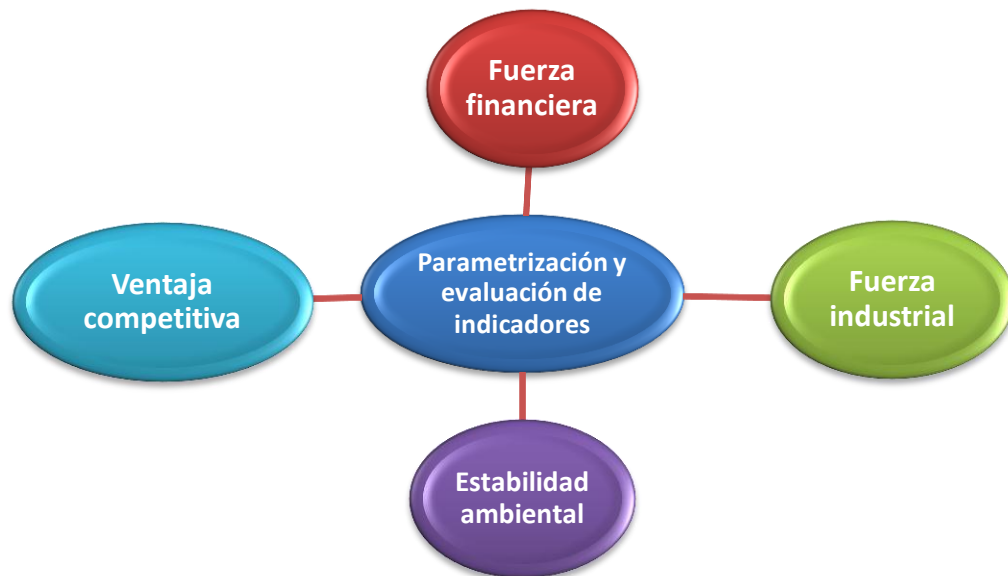 Fuerza
financiera
Ventaja
competitiva
Parametrización y
evaluación de
indicadores
Fuerza
industrial
Estabilidad
ambiental